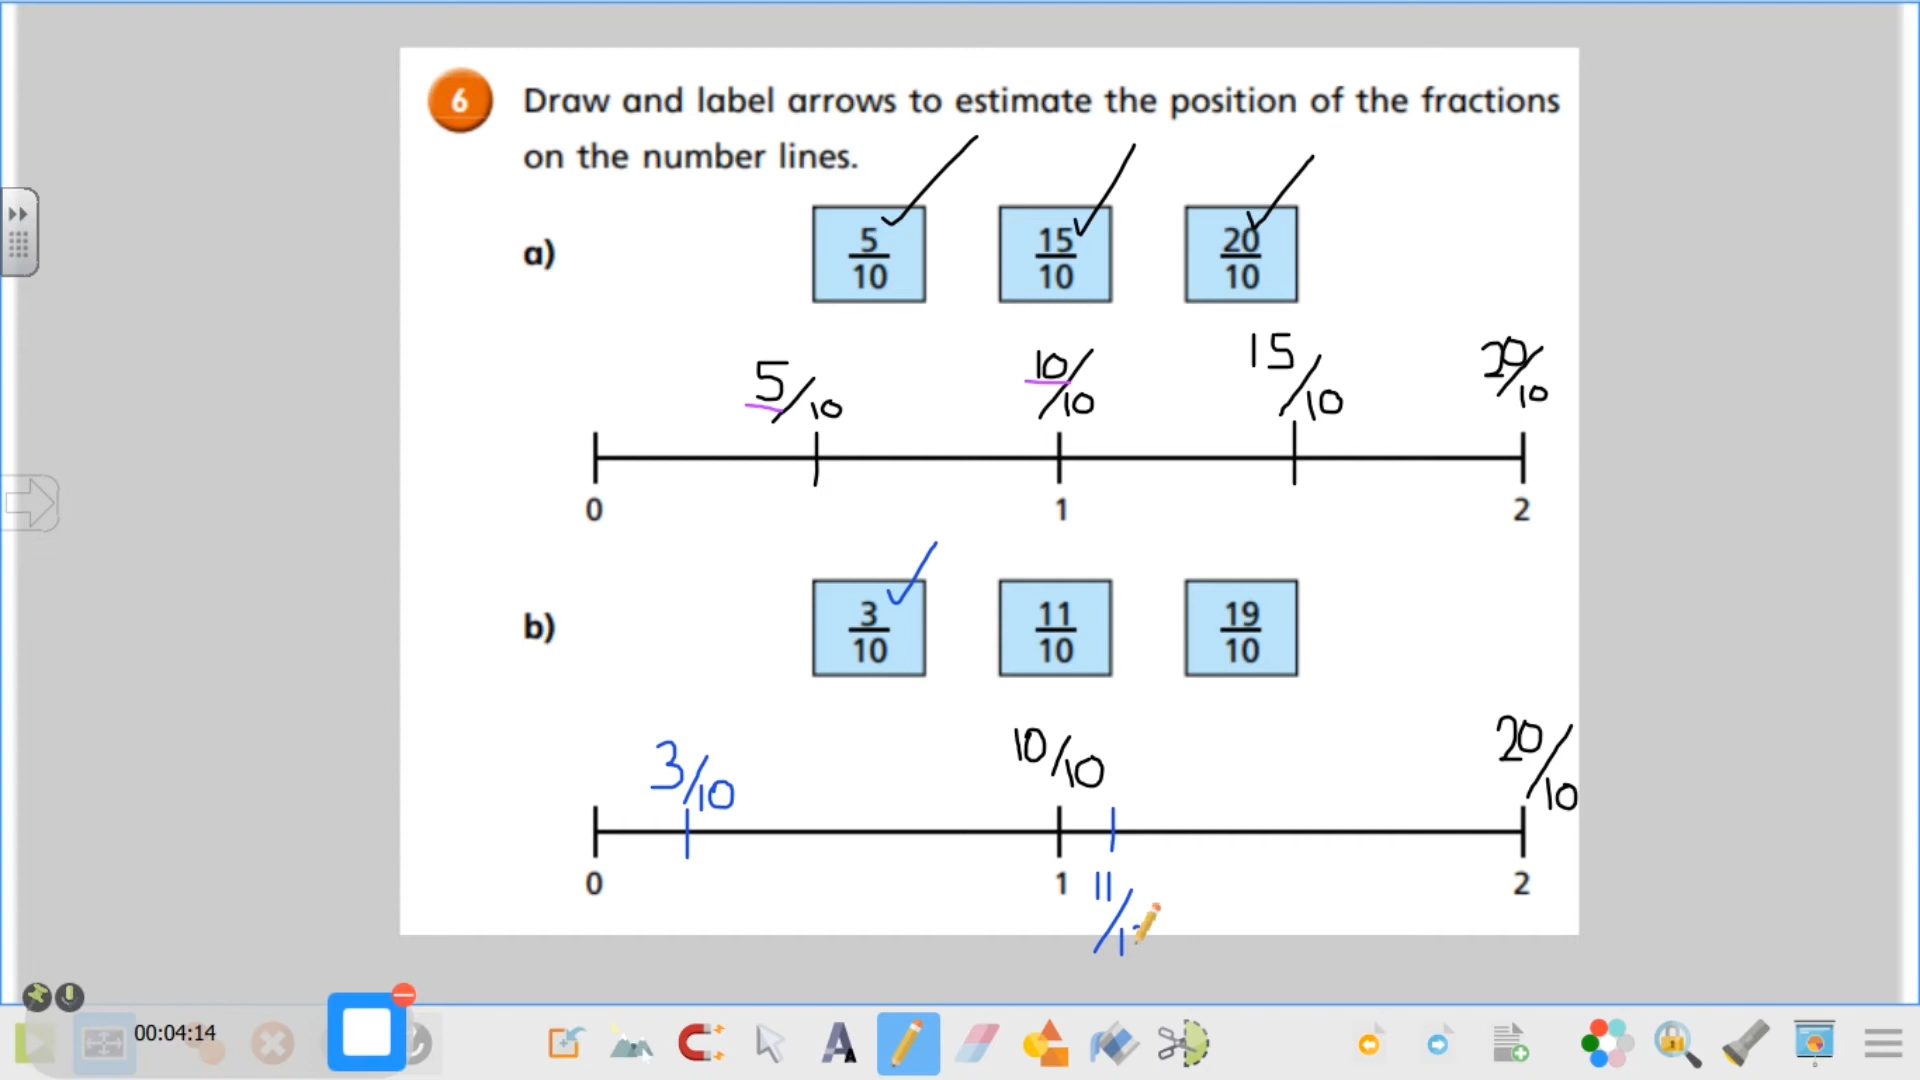 6 Draw and label arrows to estimate the position of the fractions
on the number lines.
a) 5/10 15/10 20/10
5/10 10/10 15/10 20/10
0 1 2
b) 3/10 11/10 19/10
3/10 10/10 20/10
0 1 2
11/1
00:04:14
A